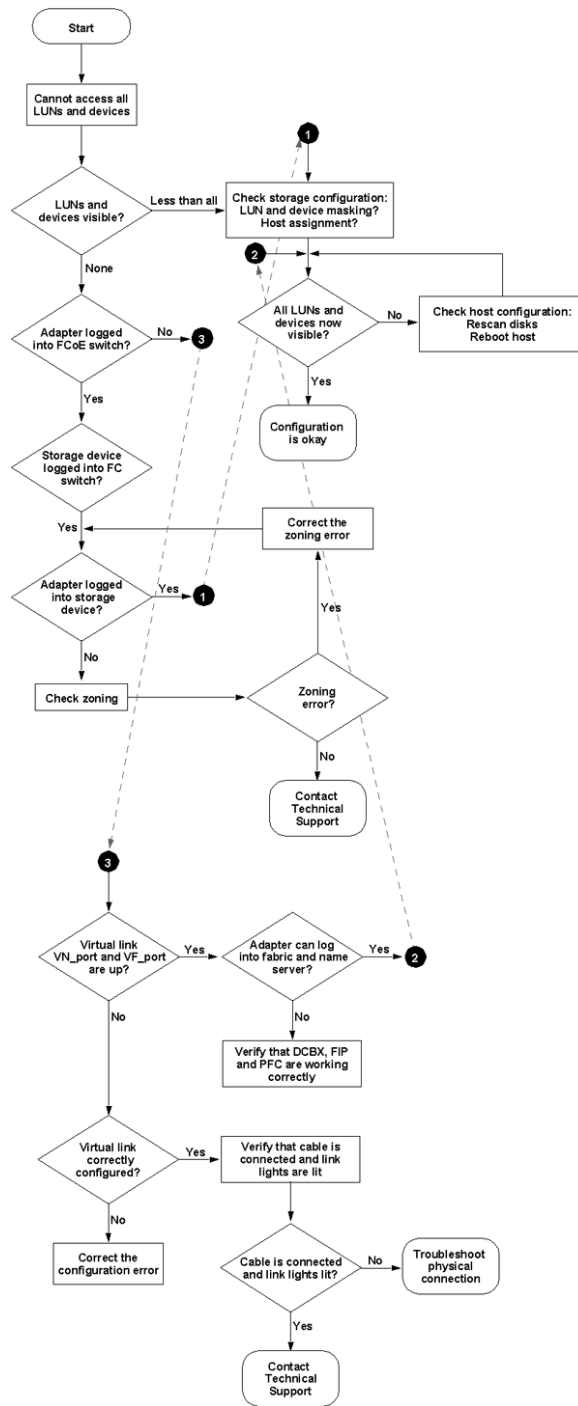 Start
Cannot access all
LUNs and devices
1
LUNs and
devices visible?
Less than all
Check storage configuration:
LUN and device masking?
Host assignment?
2
None
All LUNs and
devices now
visible?
No
Check host configuration:
Rescan disks
Reboot host
Adapter logged
into FCoE switch?
No
3
Yes
Yes
Configuration
is okay
Storage device
logged into FC
switch?
Yes
Correct the
zoning error
Adapter logged
into storage
device?
Yes
1
Yes
No
Check zoning
Zoning
error?
No
Contact
Technical
Support
3
Virtual link
VN_port and VF_port
are up?
Yes
Adapter can log
into fabric and name
server?
Yes
2
No
No
Verify that DCBX, FIP
and PFC are working
correctly
Virtual link
correctly
configured?
Yes
Verify that cable is
connected and link
lights are lit
No
Correct the
configuration error
Cable is connected
and link lights lit?
No
Troubleshoot
physical
connection
Yes
Contact
Technical
Support